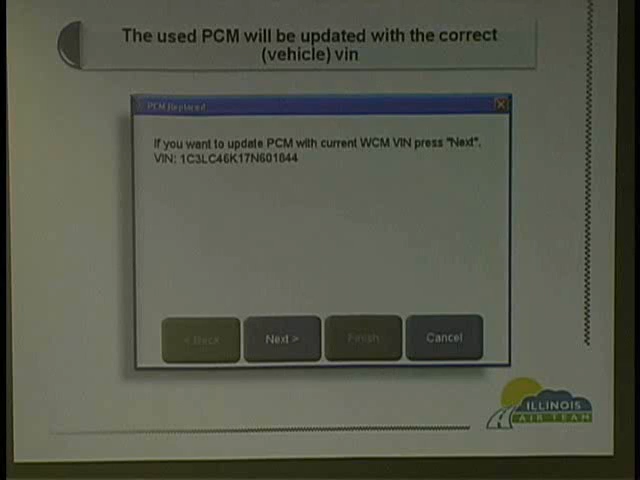 The used PCM will be updated with the correct
(vehicle) vin
PCM Replaced
If you want to update PCM with current WCM VIN press "Next".
VIN: 1C3LC46K17N601844
< Back
Next >
Finish
Cancel
ILLINOIS
AIR TEAM